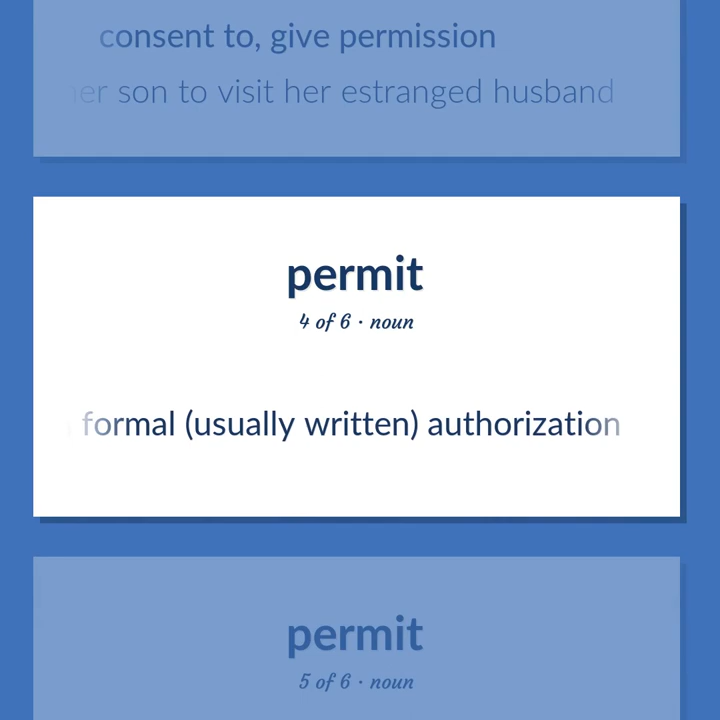 consent to, give permission
son to visit her estranged husband
permit
4 of 6 · noun
formal (usually written) authorization
permit
5 of 6 · noun